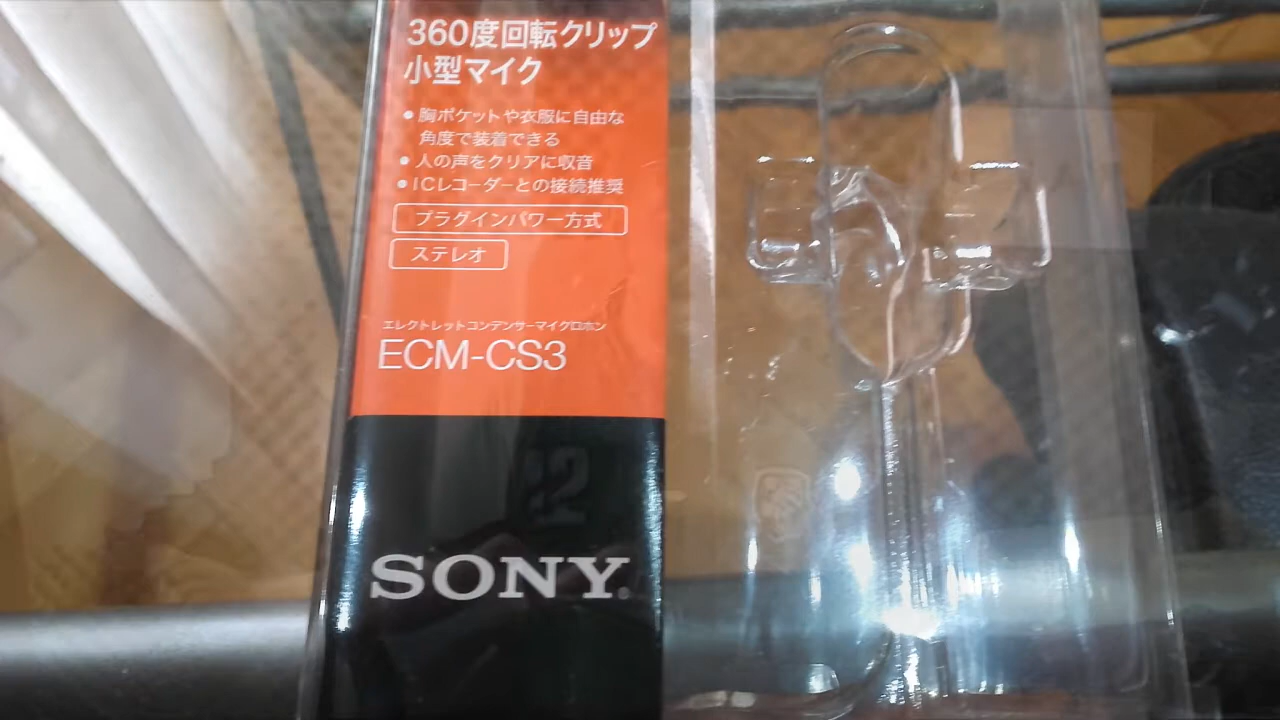 360度回転クリップ
小型マイク
●胸ポケットや衣服に自由な
角度で装着できる
●人の声をクリアに収音
●ICレコーダーとの接続推奨
プラグインパワー方式
ステレオ
エレクトレットコンデンサーマイクロホン
ECM-CS3
SONY